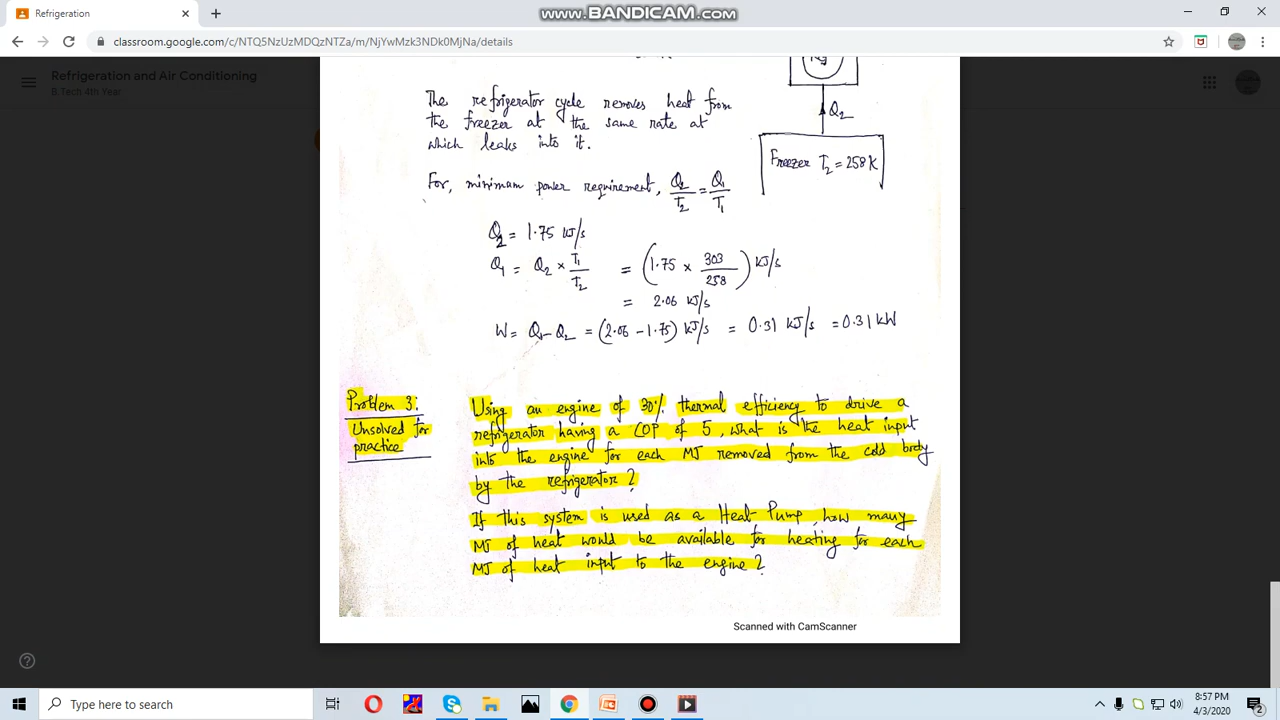 Refrigeration
www.BANDICAM.com
classroom.google.com/c/NTQ5NzUzMDQzNTZa/m/NjYwMzk3NDk0MjNa/details
Refrigeration and Air Conditioning
B.Tech 4th Year
The refrigerator cycle removes heat from
the freezer at the same rate at
which leaks into it.
Q2
Freezer T2 = 258 K
For, minimum power requirement, Q2/T2 = Q1/T1
Q2 = 1.75 KJ/s
Q1 = Q2 × T1/T2 = (1.75 × 303/258) KJ/s
= 2.06 KJ/s
W = Q1 - Q2 = (2.06 - 1.75) KJ/s = 0.31 KJ/s = 0.31 KW
Problem 3:
Unsolved for
practice
Using an engine of 30% thermal efficiency to drive a
refrigerator having a COP of 5, what is the heat input
into the engine for each MJ removed from the cold body
by the refrigerator?
If this system is used as a Heat Pump, how many
MJ of heat would be available for heating for each
MJ of heat input to the engine?
Scanned with CamScanner
Type here to search
8:57 PM
4/3/2020
2